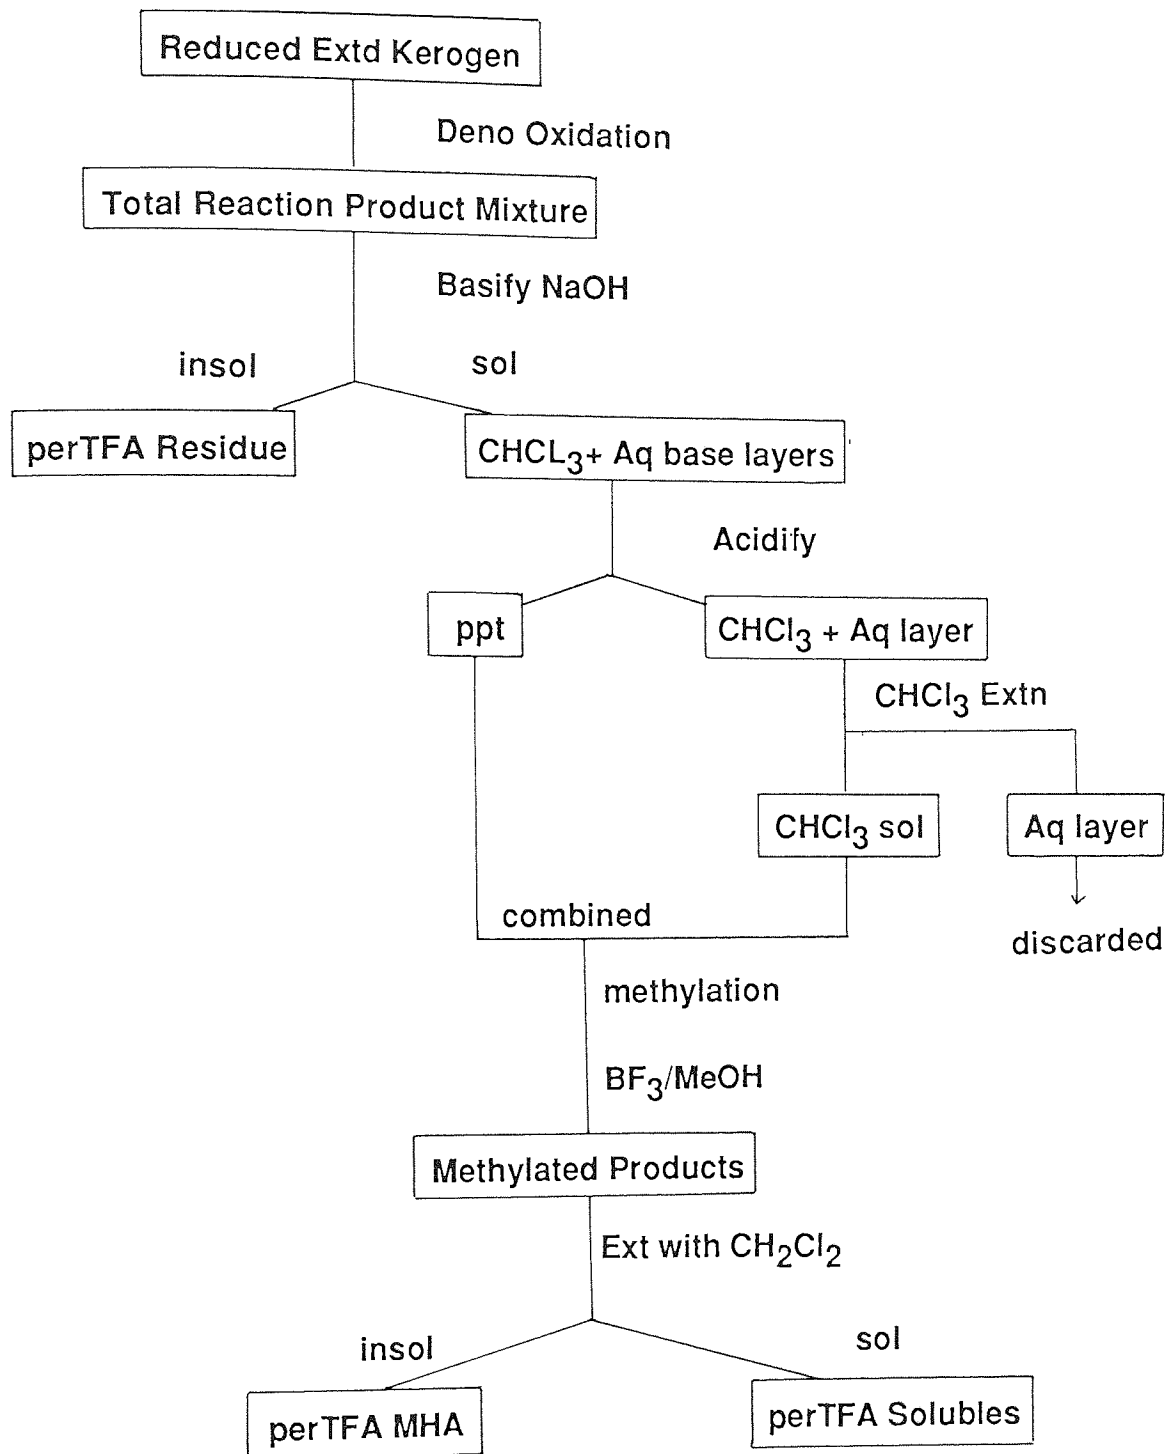 Reduced Extd Kerogen
Deno Oxidation
Total Reaction Product Mixture
Basify NaOH
insol
sol
perTFA Residue
CHCL3+ Aq base layers
Acidify
ppt
CHCl3 + Aq layer
CHCl3 Extn
CHCl3 sol
Aq layer
combined
discarded
methylation
BF3/MeOH
Methylated Products
Ext with CH2Cl2
insol
sol
perTFA MHA
perTFA Solubles